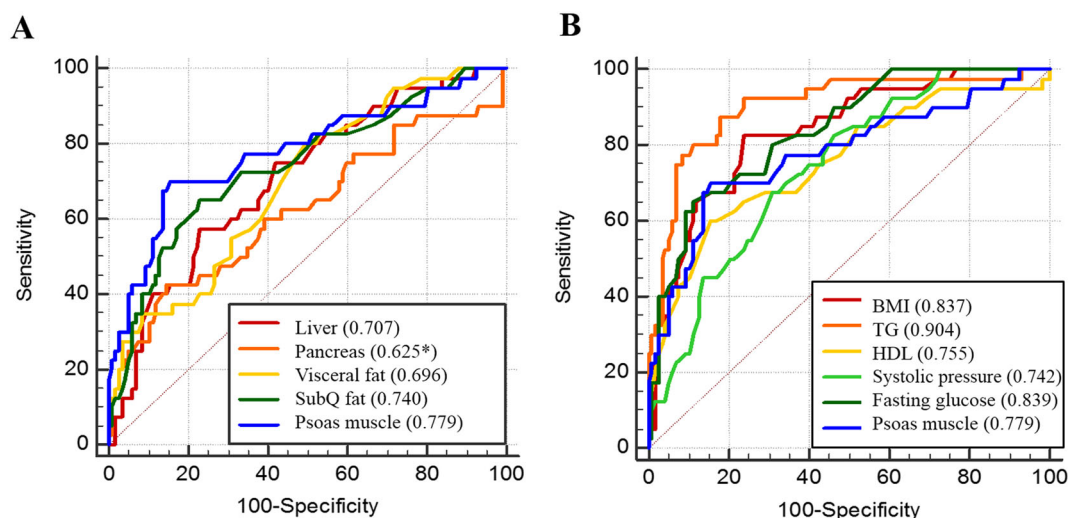 A
Sensitivity
100
80
60
40
20
0
0 20 40 60 80 100
100-Specificity
Liver (0.707)
Pancreas (0.625*)
Visceral fat (0.696)
SubQ fat (0.740)
Psoas muscle (0.779)
B
Sensitivity
100
80
60
40
20
0
0 20 40 60 80 100
100-Specificity
BMI (0.837)
TG (0.904)
HDL (0.755)
Systolic pressure (0.742)
Fasting glucose (0.839)
Psoas muscle (0.779)